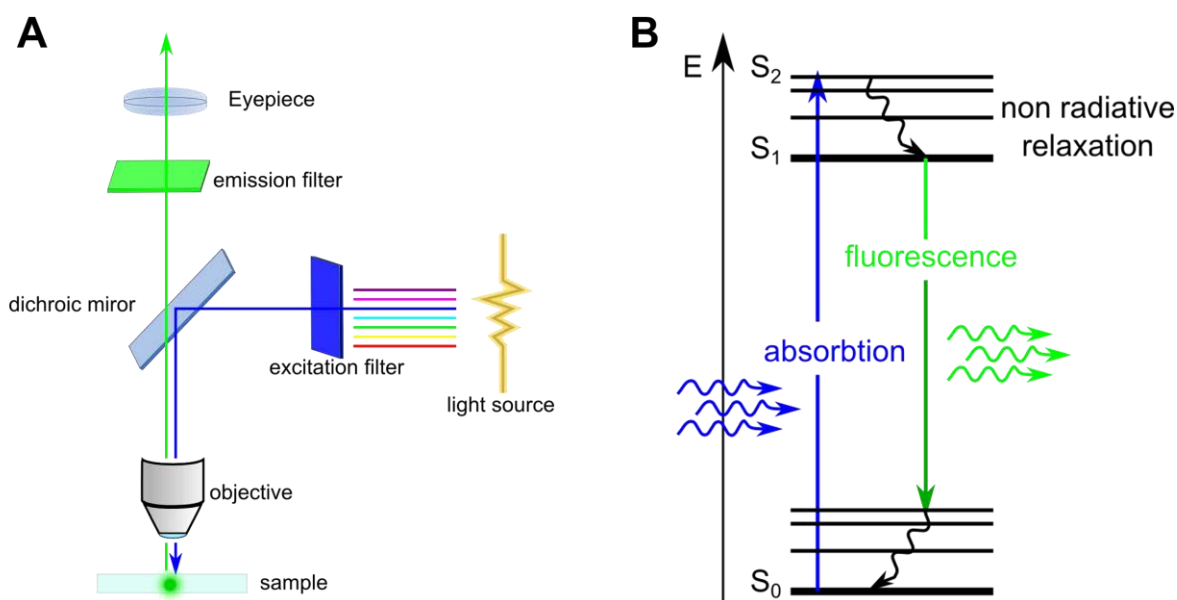 A
Eyepiece
emission filter
dichroic miror
excitation filter
light source
objective
sample
B
E
S2
non radiative
relaxation
S1
fluorescence
absorbtion
S0